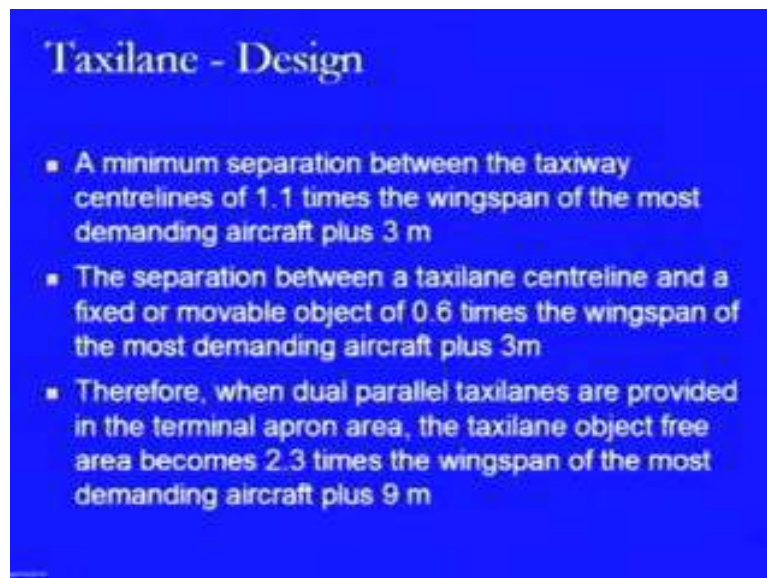 Taxilane - Design
A minimum separation between the taxiway
centrelines of 1.1 times the wingspan of the most
demanding aircraft plus 3 m
The separation between a taxilane centreline and a
fixed or movable object of 0.6 times the wingspan of
the most demanding aircraft plus 3m
Therefore, when dual parallel taxilanes are provided
in the terminal apron area, the taxilane object free
area becomes 2.3 times the wingspan of the most
demanding aircraft plus 9 m